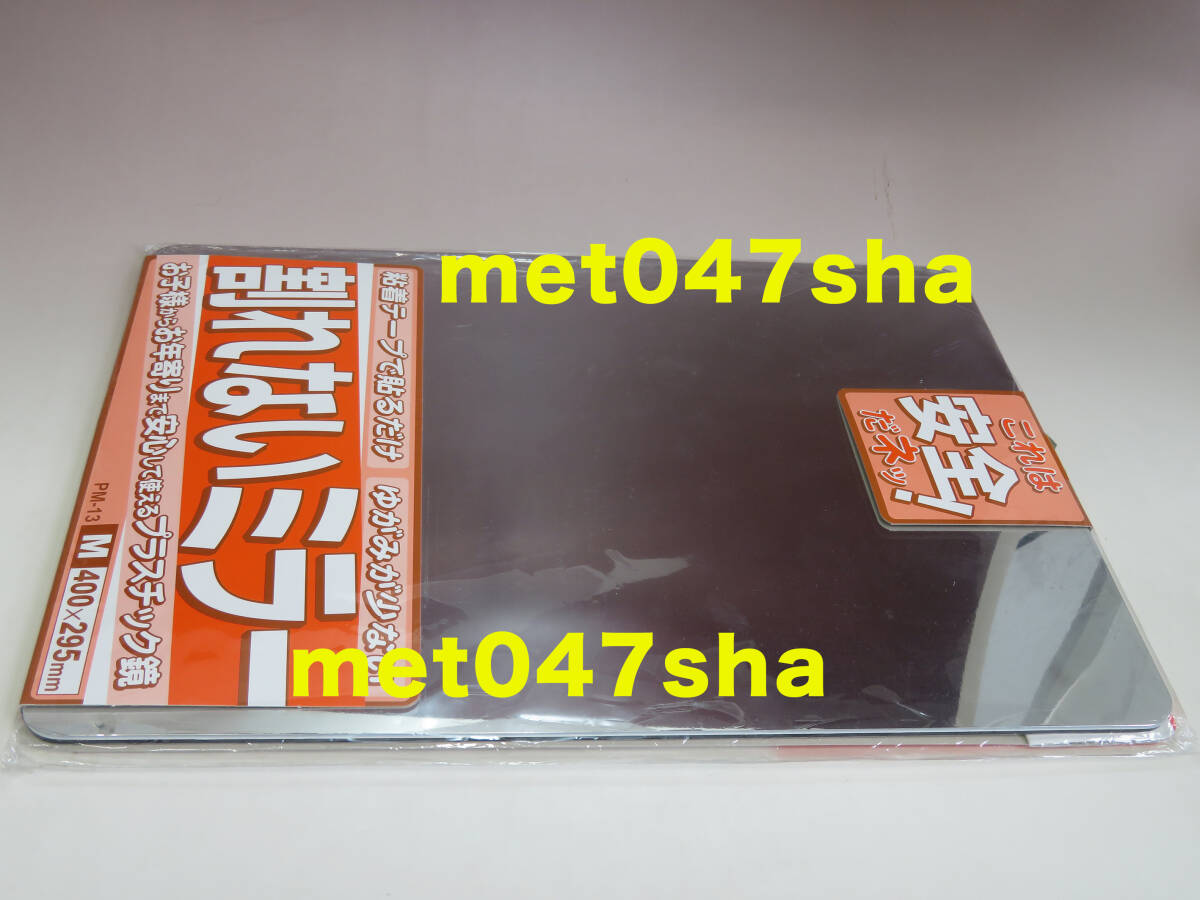 met047sha
これは
安全!
だネッ
粘着テープで貼るだけ
ゆがみが少ない
割れないミラー
お子様からお年寄りまで安心して使えるプラスチック鏡
PM-13 M 400×295mm
met047sha